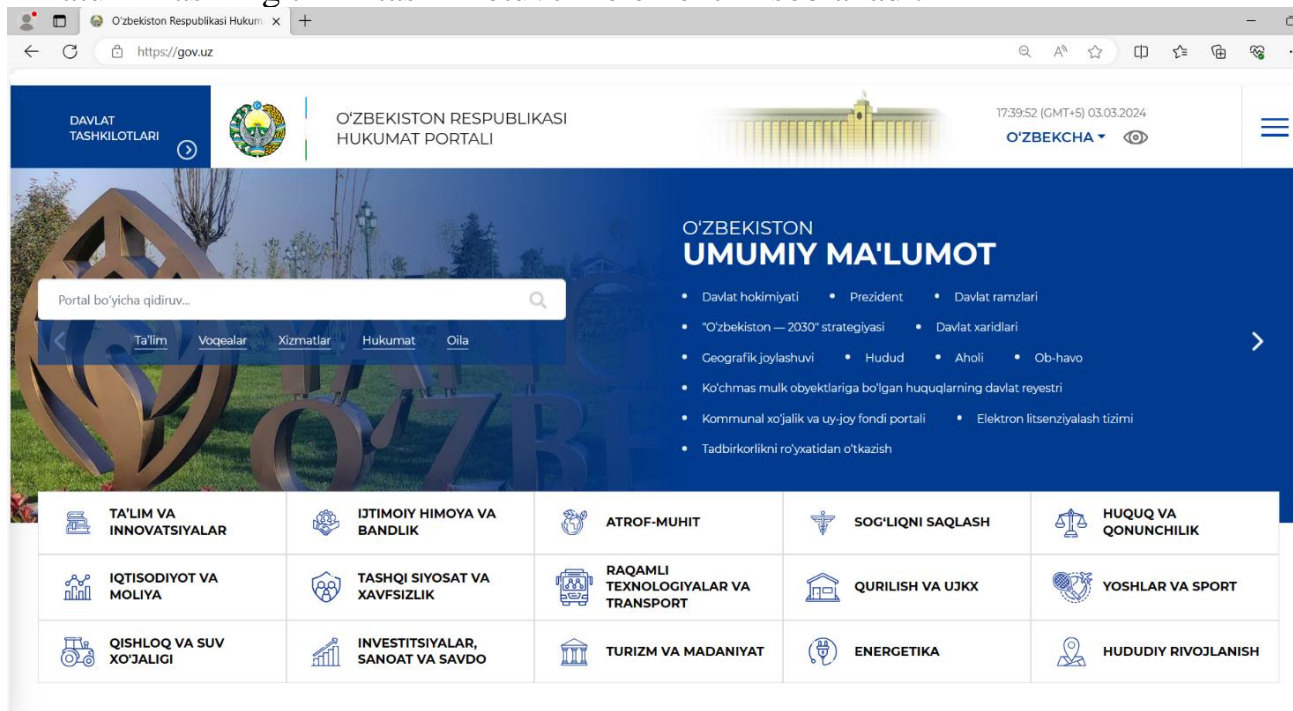 O'zbekiston Respublikasi Hukum
https://gov.uz
DAVLAT
TASHKILOTLARI
O'ZBEKISTON RESPUBLIKASI
HUKUMAT PORTALI
17:39:52 (GMT+5) 03.03.2024
O'ZBEKCHA
O'ZBEKISTON
UMUMIY MA'LUMOT
Portal bo'yicha qidiruv...
Ta'lim Voqealar Xizmatlar Hukumat Oila
• Davlat hokimiyati • Prezident • Davlat ramzlari
• "O'zbekiston — 2030" strategiyasi • Davlat xaridlari
• Geografik joylashuvi • Hudud • Aholi • Ob-havo
• Ko'chmas mulk obyektlariga bo'lgan huquqlarning davlat reyestri
• Kommunal xo'jalik va uy-joy fondi portali • Elektron litsenziyalash tizimi
• Tadbirkorlikni ro'yxatidan o'tkazish
TA'LIM VA
INNOVATSIYALAR
IJTIMOIY HIMOYA VA
BANDLIK
ATROF-MUHIT
SOG'LIQNI SAQLASH
HUQUQ VA
QONUNCHILIK
IQTISODIYOT VA
MOLIYA
TASHQI SIYOSAT VA
XAVFSIZLIK
RAQAMLI
TEXNOLOGIYALAR VA
TRANSPORT
QURILISH VA UJKX
YOSHLAR VA SPORT
QISHLOQ VA SUV
XO'JALIGI
INVESTITSIYALAR,
SANOAT VA SAVDO
TURIZM VA MADANIYAT
ENERGETIKA
HUDUDIY RIVOJLANISH